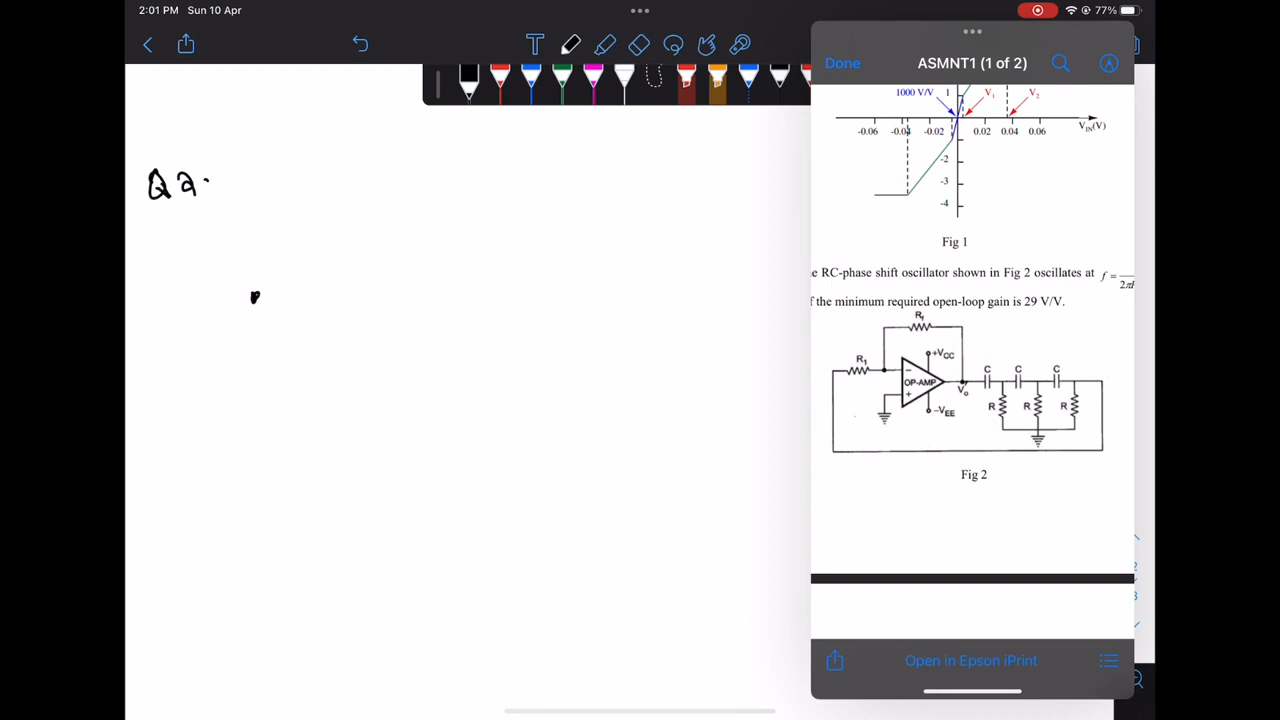 2:01 PM Sun 10 Apr
77%
T
Done
ASMNT1 (1 of 2)
1000 V/V
1
V1
V2
-0.06 -0.04 -0.02 0.02 0.04 0.06
VIN(V)
-2
-3
-4
Fig 1
Q2.
e RC-phase shift oscillator shown in Fig 2 oscillates at f =
2π
f the minimum required open-loop gain is 29 V/V.
Rf
R1
+VCC
−
OP-AMP
+
-VEE
Vo
C C C
R R R
Fig 2
2
3
Open in Epson iPrint